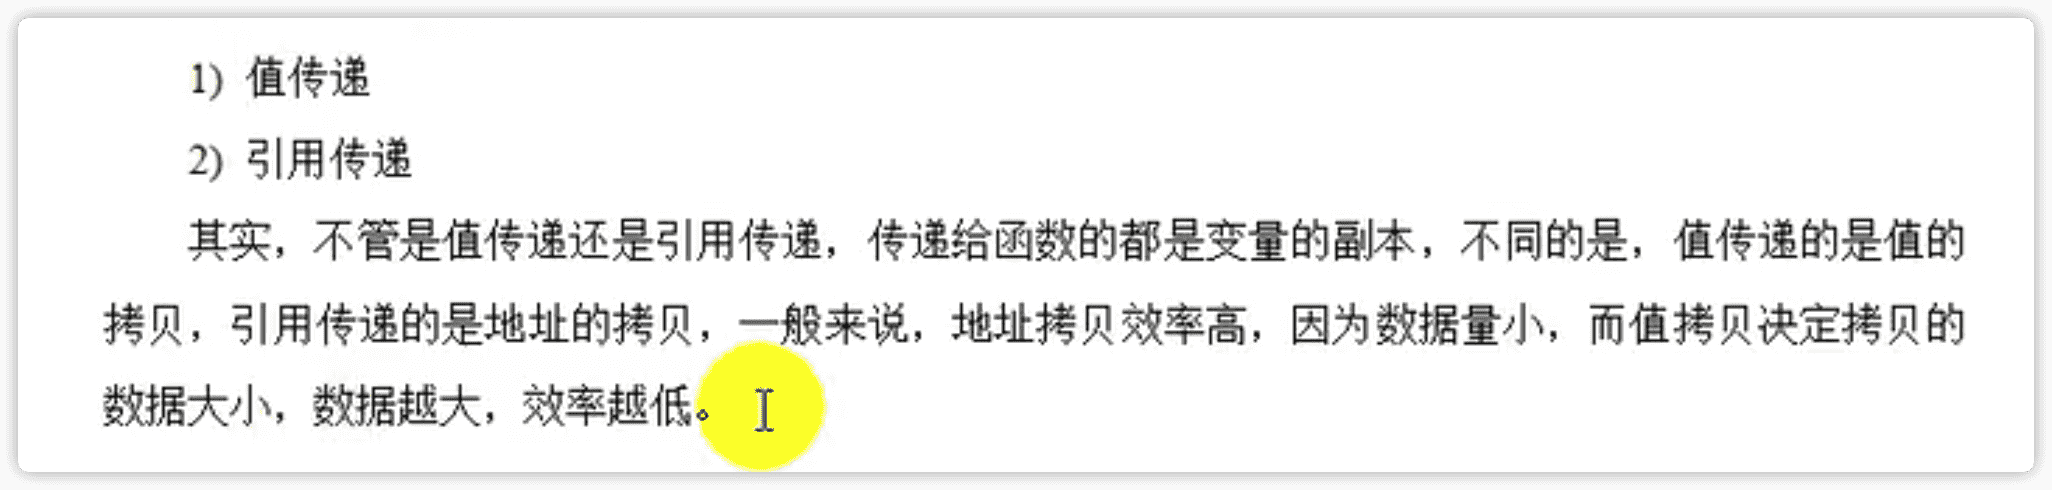 1) 值传递
2) 引用传递
其实，不管是值传递还是引用传递，传递给函数的都是变量的副本，不同的是，值传递的是值的
拷贝，引用传递的是地址的拷贝，一般来说，地址拷贝效率高，因为数据量小，而值拷贝决定拷贝的
数据大小，数据越大，效率越低。